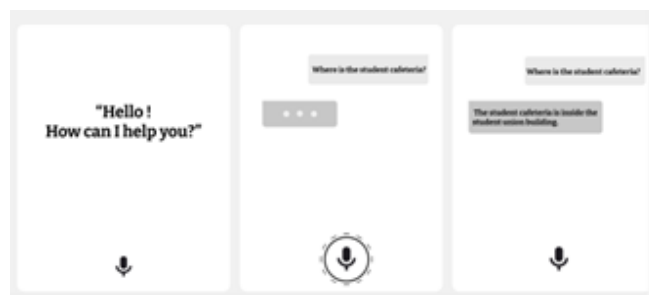 "Hello !
How can I help you?"
Where is the student cafeteria?
Where is the student cafeteria?
The student cafeteria is inside the
student union building.